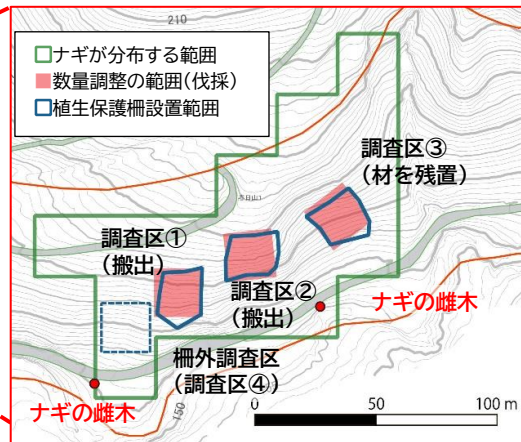 210
ナギが分布する範囲
数量調整の範囲(伐採)
植生保護柵設置範囲
調査区③
(材を残置)
春日山
調査区①
(搬出)
調査区②
(搬出)
ナギの雌木
柵外調査区
(調査区④)
ナギの雌木
150
0 50 100 m